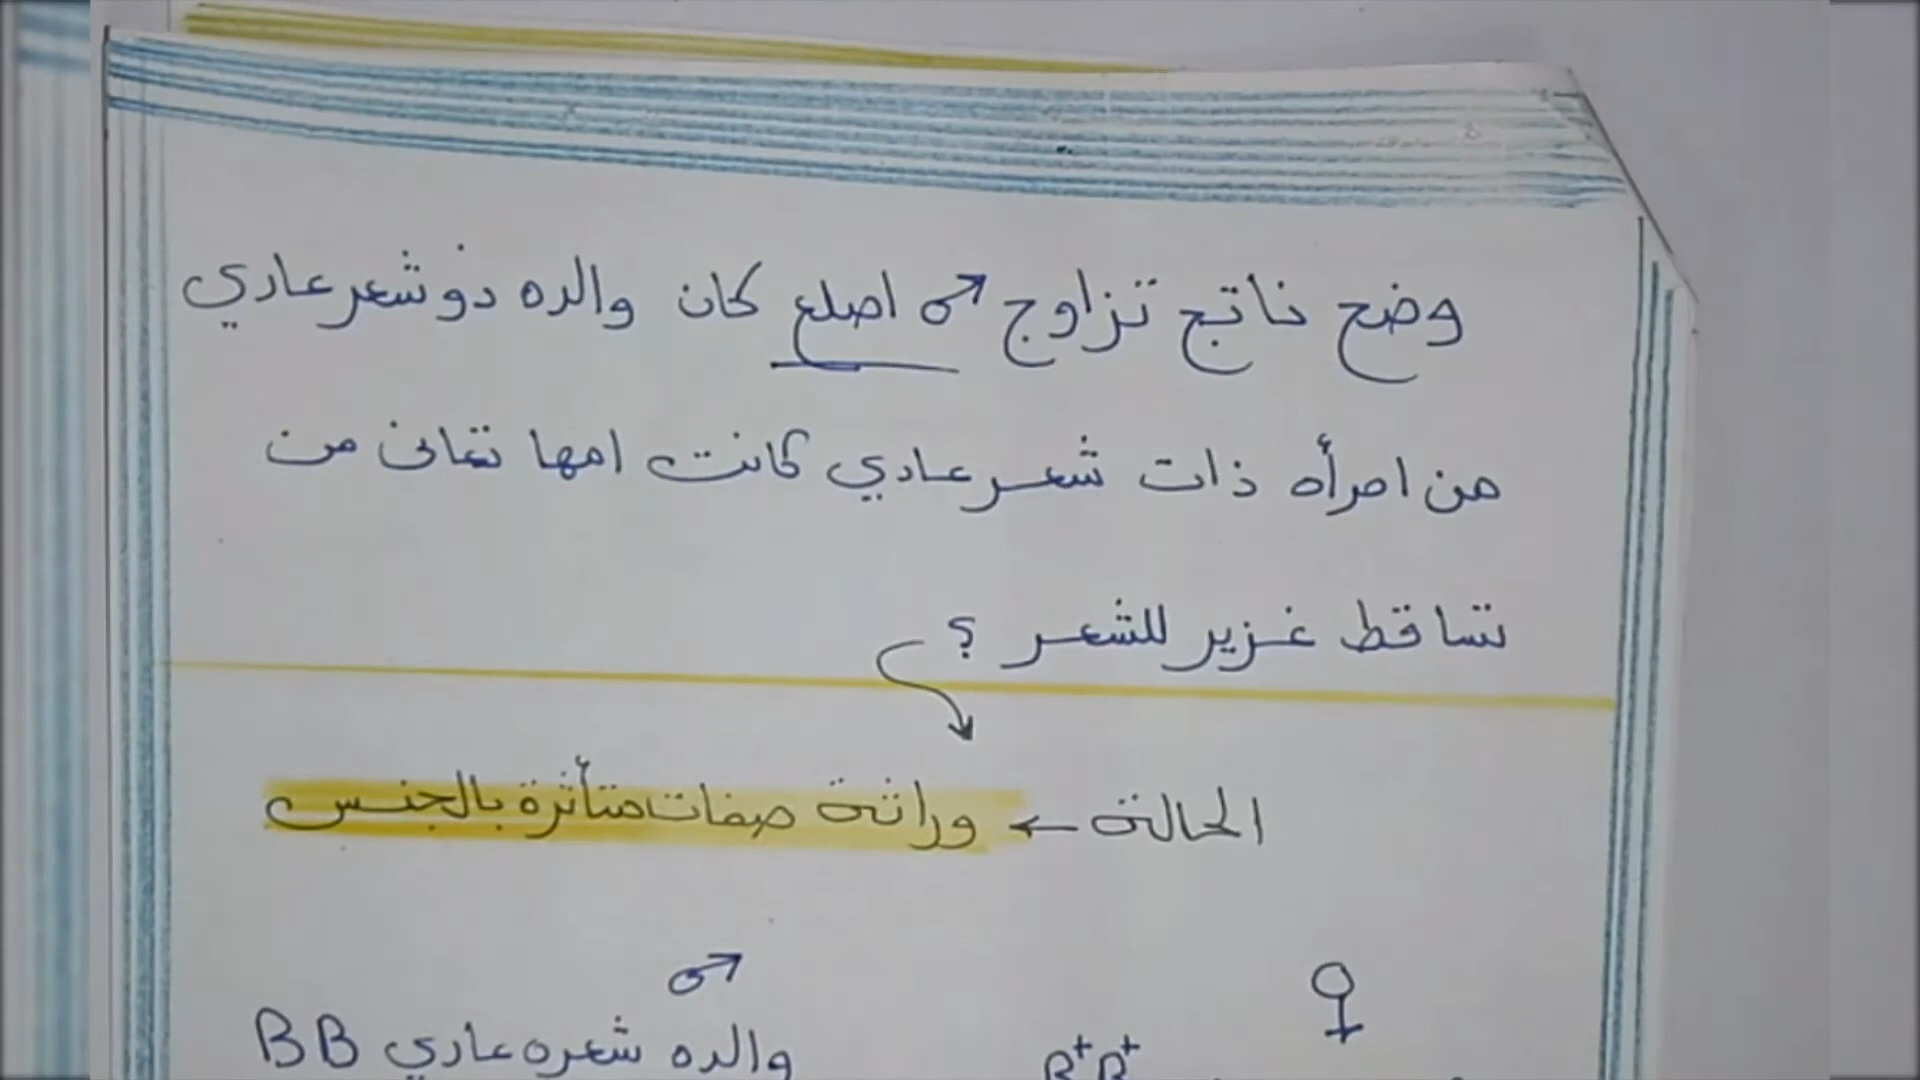 وضح ناتج تزاوج ♂ اصلع كان والده ذو شعر عادي
من امرأه ذات شعر عادي كانت امها تعانى من
تساقط غزير للشعر ؟
الحالة ← وراثة صفات متأثرة بالجنس
♀ ♂
B⁺B⁺ والده شعره عادي BB